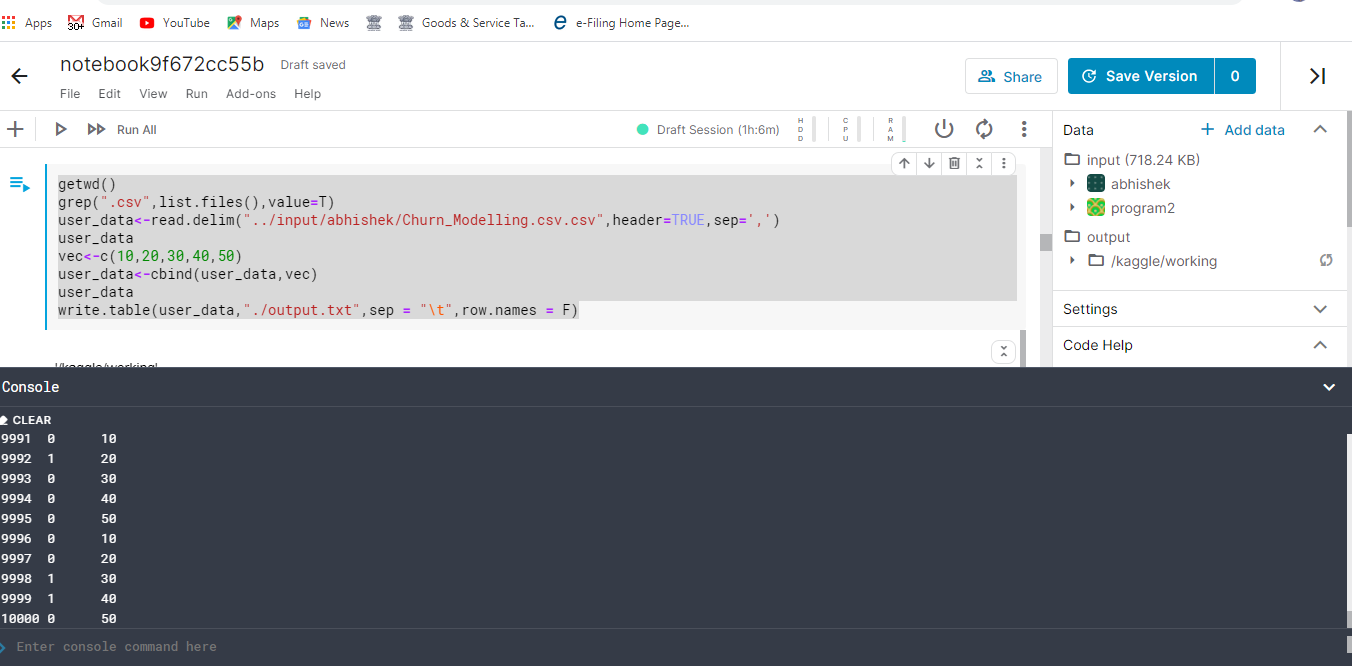 Apps 30+ Gmail YouTube Maps News Goods & Service Ta... e-Filing Home Page...
notebook9f672cc55b Draft saved
File Edit View Run Add-ons Help
Share
Save Version 0
Run All
Draft Session (1h:6m)
HDD
CPU
RAM
getwd()
grep(".csv",list.files(),value=T)
user_data<-read.delim("../input/abhishek/Churn_Modelling.csv.csv",header=TRUE,sep=',')
user_data
vec<-c(10,20,30,40,50)
user_data<-cbind(user_data,vec)
user_data
write.table(user_data,"./output.txt",sep = "\t",row.names = F)
'/kaggle/working'
Data
Add data
input (718.24 KB)
abhishek
program2
output
/kaggle/working
Settings
Code Help
Console
CLEAR
9991 0 10
9992 1 20
9993 0 30
9994 0 40
9995 0 50
9996 0 10
9997 0 20
9998 1 30
9999 1 40
10000 0 50
Enter console command here